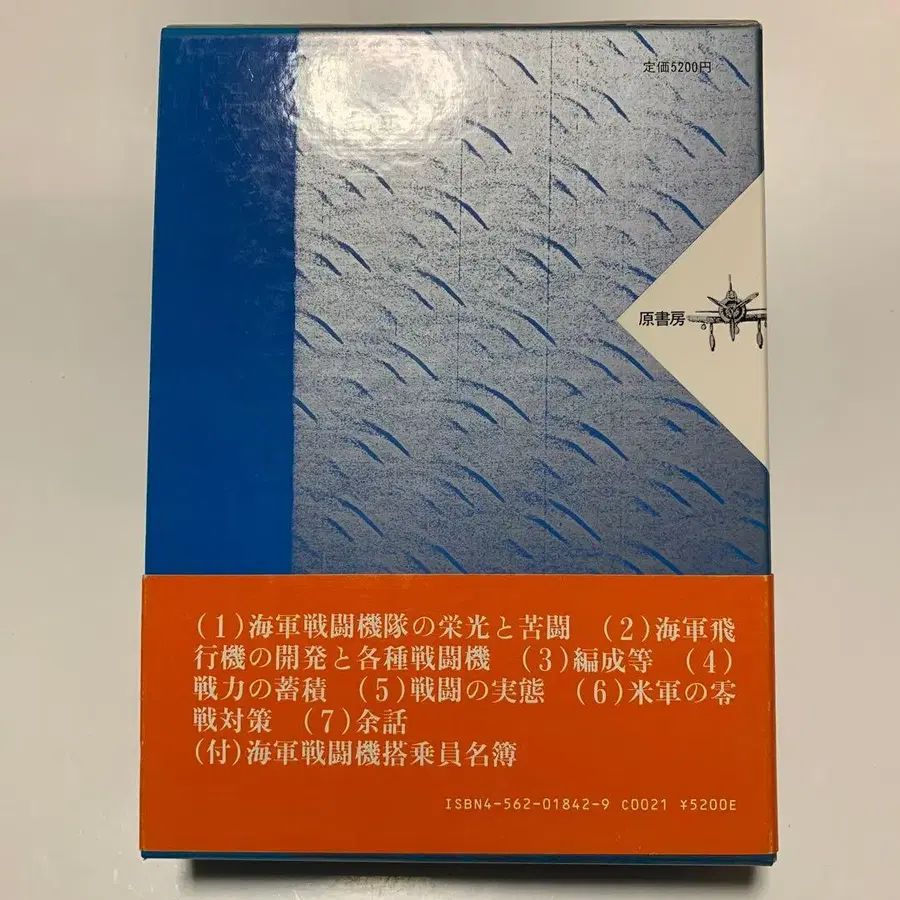 定価5200円
原書房
(1)海軍戦闘機隊の栄光と苦闘　(2)海軍飛
行機の開発と各種戦闘機　(3)編成等　(4)
戦力の蓄積　(5)戦闘の実態　(6)米軍の零
戦対策　(7)余話
(付)海軍戦闘機搭乗員名簿
ISBN4-562-01842-9 C0021 ¥5200E